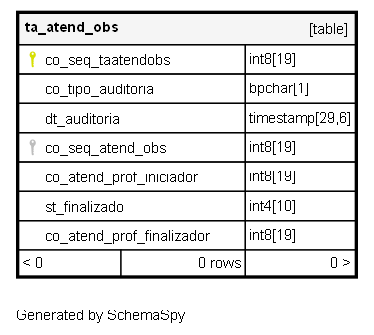 ta_atend_obs [table]
co_seq_taatendobs int8[19]
co_tipo_auditoria bpchar[1]
dt_auditoria timestamp[29,6]
co_seq_atend_obs int8[19]
co_atend_prof_iniciador int8[19]
st_finalizado int4[10]
co_atend_prof_finalizador int8[19]
< 0 0 rows 0 >
Generated by SchemaSpy